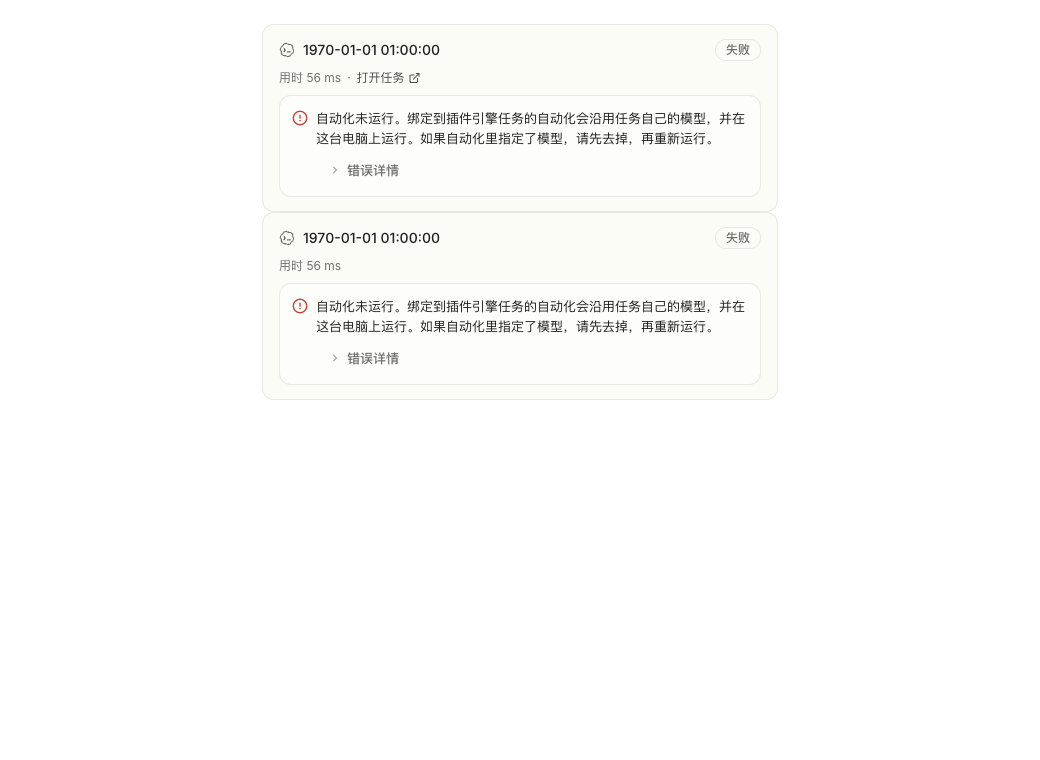 1970-01-01 01:00:00 失败
用时 56 ms · 打开任务
自动化未运行。绑定到插件引擎任务的自动化会沿用任务自己的模型，并在
这台电脑上运行。如果自动化里指定了模型，请先去掉，再重新运行。
错误详情
1970-01-01 01:00:00 失败
用时 56 ms
自动化未运行。绑定到插件引擎任务的自动化会沿用任务自己的模型，并在
这台电脑上运行。如果自动化里指定了模型，请先去掉，再重新运行。
错误详情